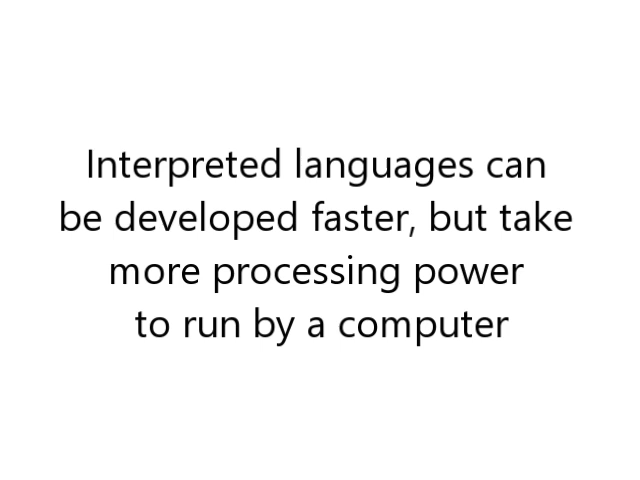 Interpreted languages can
be developed faster, but take
more processing power
to run by a computer